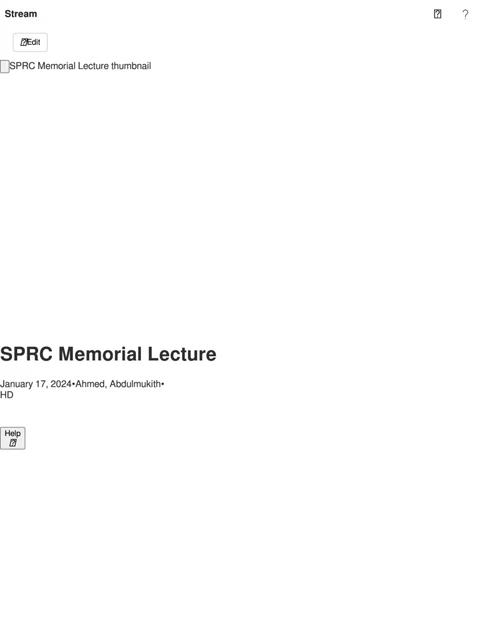 Stream
?
Edit
SPRC Memorial Lecture thumbnail
SPRC Memorial Lecture
January 17, 2024•Ahmed, Abdulmukith•
HD
Help